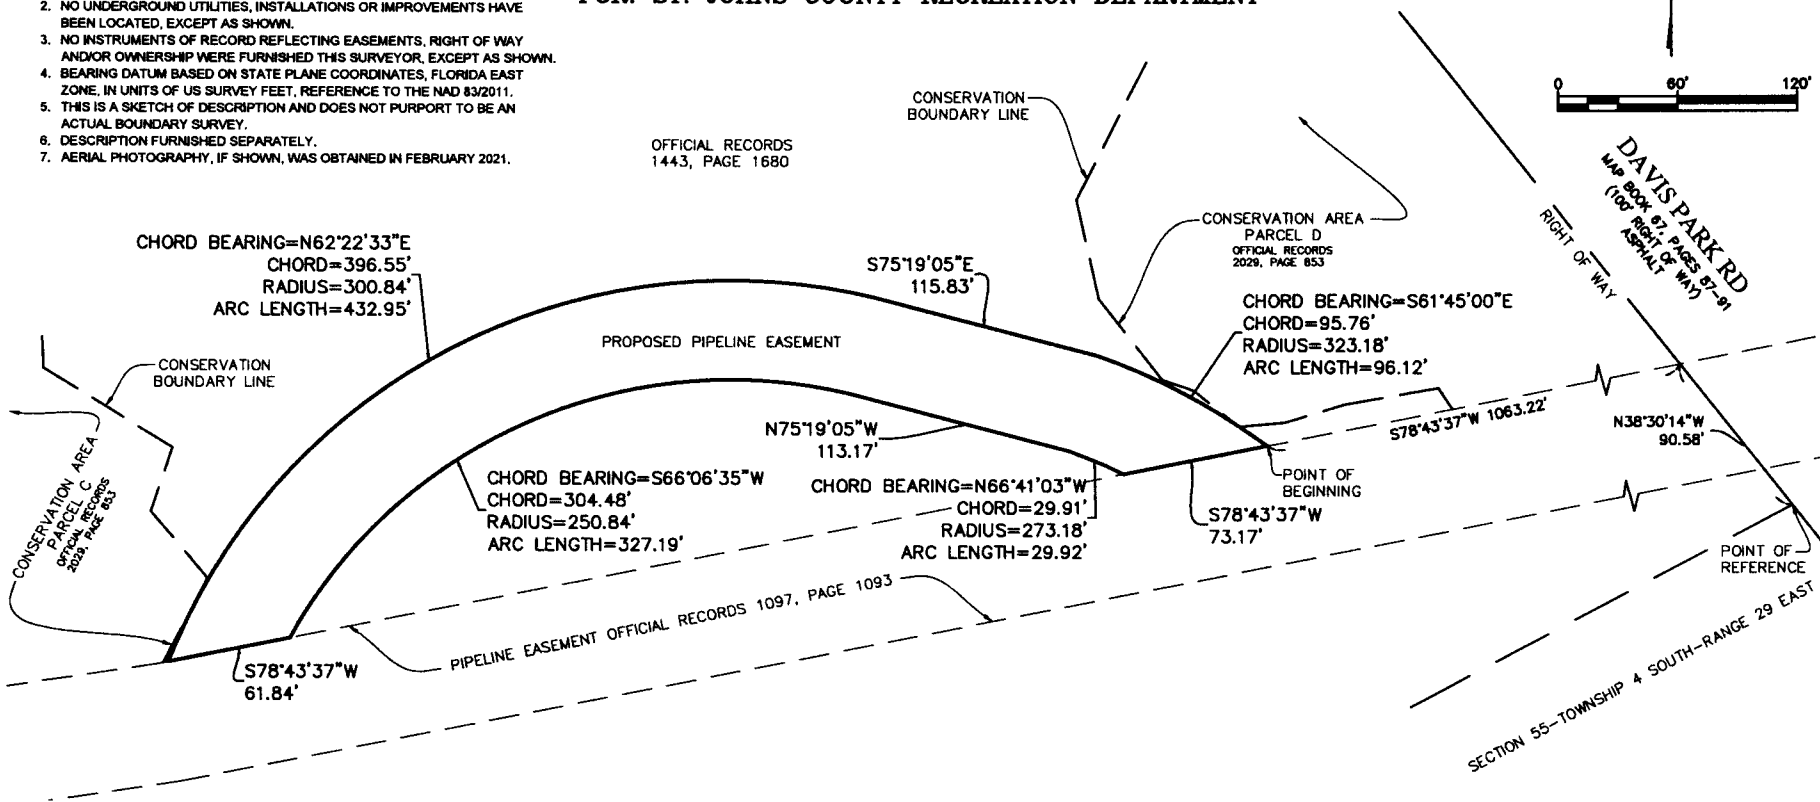 2. NO UNDERGROUND UTILITIES, INSTALLATIONS OR IMPROVEMENTS HAVE
BEEN LOCATED, EXCEPT AS SHOWN.
3. NO INSTRUMENTS OF RECORD REFLECTING EASEMENTS, RIGHT OF WAY
AND/OR OWNERSHIP WERE FURNISHED THIS SURVEYOR, EXCEPT AS SHOWN.
4. BEARING DATUM BASED ON STATE PLANE COORDINATES, FLORIDA EAST
ZONE, IN UNITS OF US SURVEY FEET, REFERENCE TO THE NAD 83/2011.
5. THIS IS A SKETCH OF DESCRIPTION AND DOES NOT PURPORT TO BE AN
ACTUAL BOUNDARY SURVEY.
6. DESCRIPTION FURNISHED SEPARATELY.
7. AERIAL PHOTOGRAPHY, IF SHOWN, WAS OBTAINED IN FEBRUARY 2021.
FOR: ST. JOHNS COUNTY RECREATION DEPARTMENT
0 60' 120'
OFFICIAL RECORDS
1443, PAGE 1680
CONSERVATION
BOUNDARY LINE
CONSERVATION AREA
PARCEL D
OFFICIAL RECORDS
2029, PAGE 853
DAVIS PARK RD
MAP BOOK 67, PAGES 87-91
(100' RIGHT OF WAY)
ASPHALT
RIGHT OF WAY
CHORD BEARING=N62°22'33"E
CHORD=396.55'
RADIUS=300.84'
ARC LENGTH=432.95'
S75°19'05"E
115.83'
CHORD BEARING=S61°45'00"E
CHORD=95.76'
RADIUS=323.18'
ARC LENGTH=96.12'
PROPOSED PIPELINE EASEMENT
CONSERVATION
BOUNDARY LINE
CONSERVATION AREA
PARCEL C
OFFICIAL RECORDS
2029, PAGE 853
N75°19'05"W
113.17'
S78°43'37"W 1063.22'
N38°30'14"W
90.58'
CHORD BEARING=S66°06'35"W
CHORD=304.48'
RADIUS=250.84'
ARC LENGTH=327.19'
CHORD BEARING=N66°41'03"W
CHORD=29.91'
RADIUS=273.18'
ARC LENGTH=29.92'
POINT OF
BEGINNING
S78°43'37"W
73.17'
POINT OF
REFERENCE
PIPELINE EASEMENT OFFICIAL RECORDS 1097, PAGE 1093
S78°43'37"W
61.84'
SECTION 55-TOWNSHIP 4 SOUTH-RANGE 29 EAST